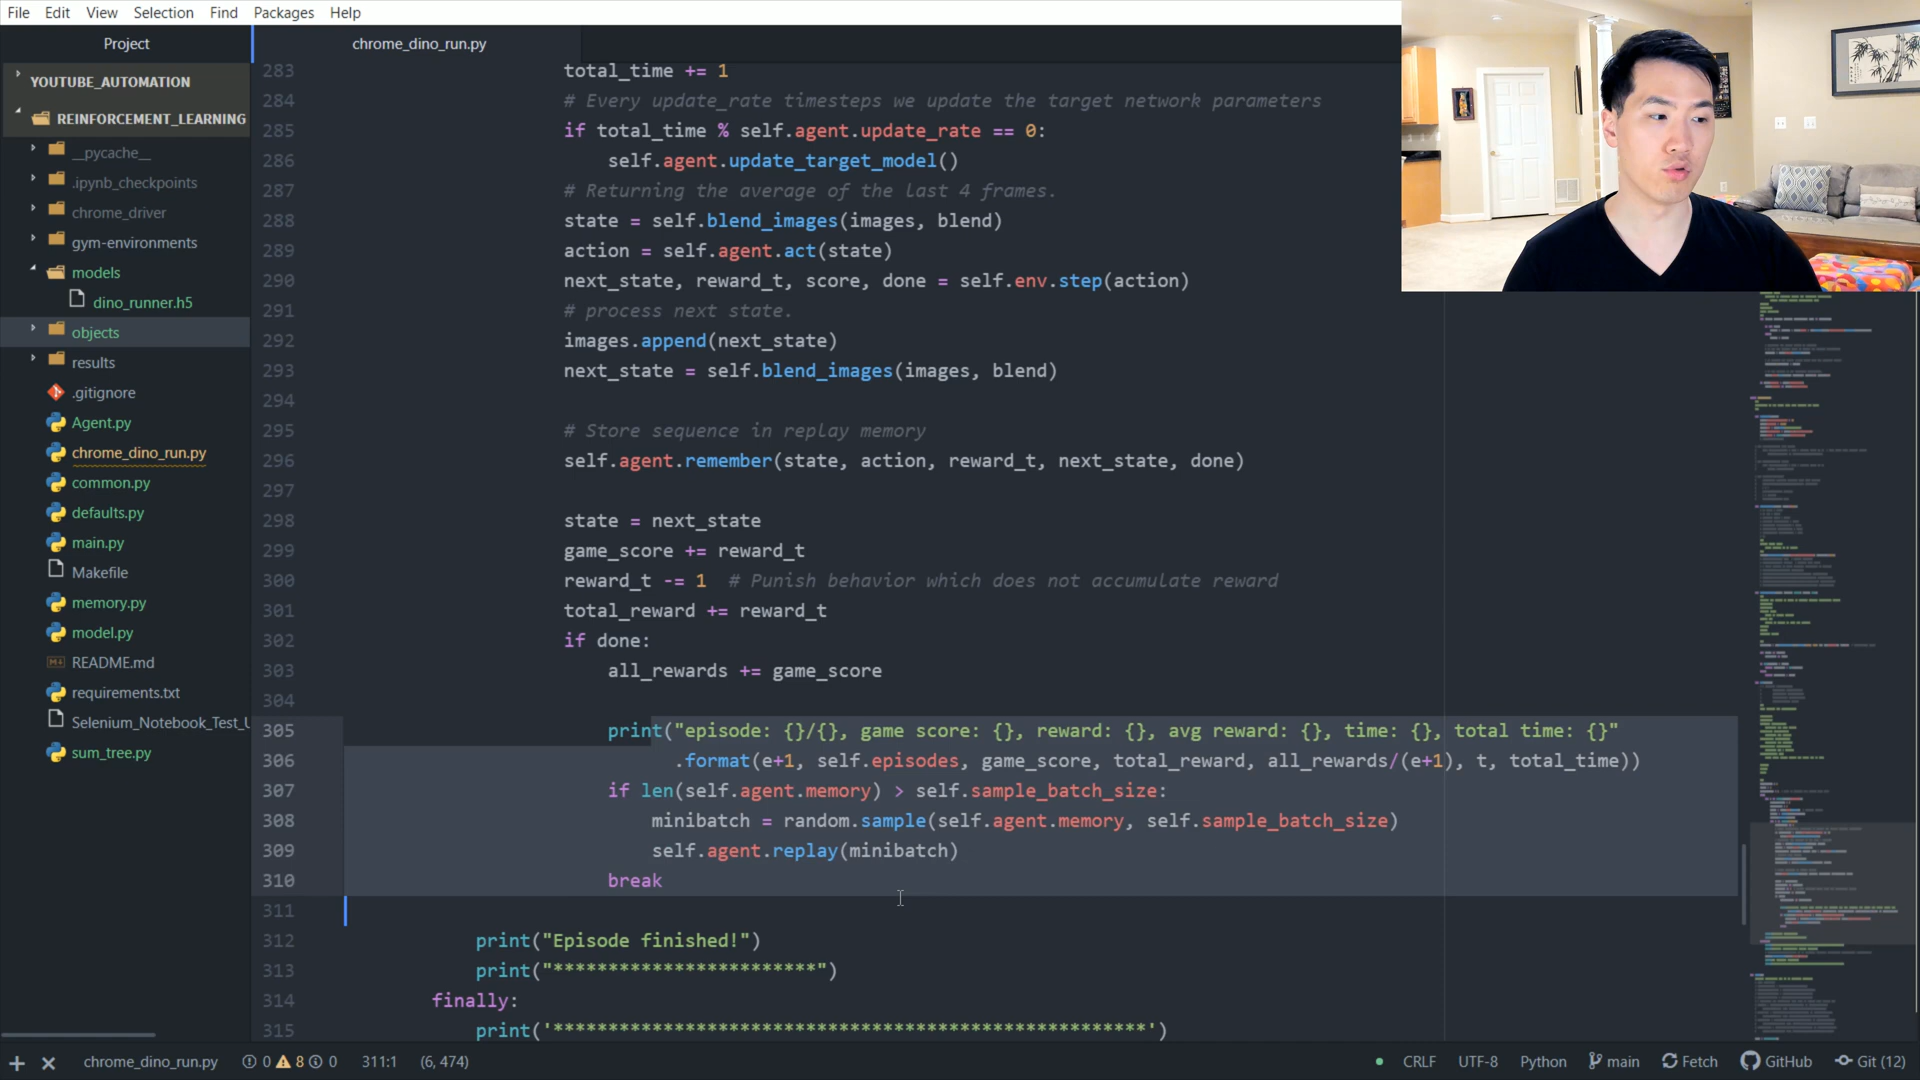 File Edit View Selection Find Packages Help
Project
chrome_dino_run.py
YOUTUBE_AUTOMATION
REINFORCEMENT_LEARNING
__pycache__
.ipynb_checkpoints
chrome_driver
gym-environments
models
dino_runner.h5
objects
results
.gitignore
Agent.py
chrome_dino_run.py
common.py
defaults.py
main.py
Makefile
memory.py
model.py
README.md
requirements.txt
Selenium_Notebook_Test_U
sum_tree.py
283 total_time += 1
284 # Every update_rate timesteps we update the target network parameters
285 if total_time % self.agent.update_rate == 0:
286 self.agent.update_target_model()
287 # Returning the average of the last 4 frames.
288 state = self.blend_images(images, blend)
289 action = self.agent.act(state)
290 next_state, reward_t, score, done = self.env.step(action)
291 # process next state.
292 images.append(next_state)
293 next_state = self.blend_images(images, blend)
294
295 # Store sequence in replay memory
296 self.agent.remember(state, action, reward_t, next_state, done)
297
298 state = next_state
299 game_score += reward_t
300 reward_t -= 1 # Punish behavior which does not accumulate reward
301 total_reward += reward_t
302 if done:
303 all_rewards += game_score
304
305 print("episode: {}/{}, game score: {}, reward: {}, avg reward: {}, time: {}, total time: {}"
306 .format(e+1, self.episodes, game_score, total_reward, all_rewards/(e+1), t, total_time))
307 if len(self.agent.memory) > self.sample_batch_size:
308 minibatch = random.sample(self.agent.memory, self.sample_batch_size)
309 self.agent.replay(minibatch)
310 break
311
312 print("Episode finished!")
313 print("************************")
314 finally:
315 print('******************************************************')
chrome_dino_run.py 0 8 0 311:1 (6, 474) CRLF UTF-8 Python main Fetch GitHub Git (12)